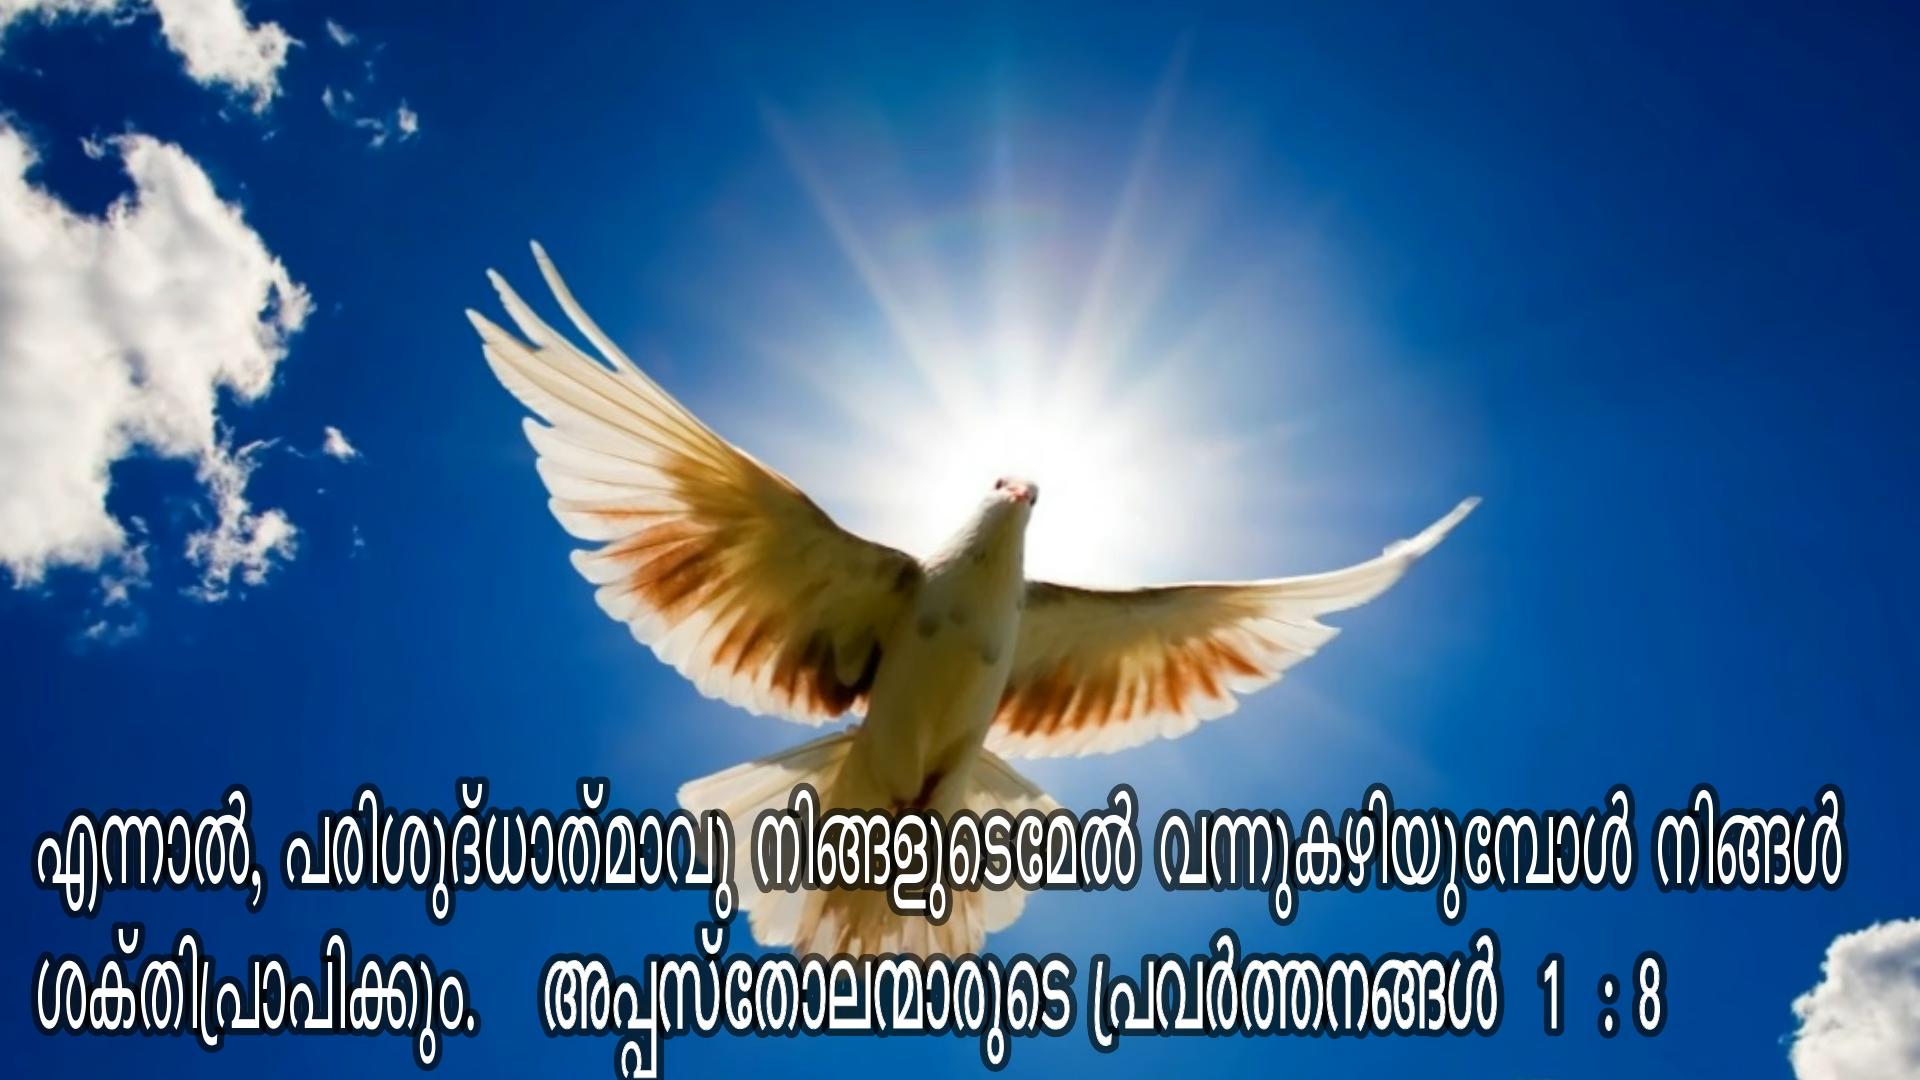 എന്നാൽ, പരിശുദ്‌ധാത്‌മാവു നിങ്ങളുടെമേൽ വന്നുകഴിയുമ്പോൾ നിങ്ങൾ
ശക്‌തിപ്രാപിക്കും. അപ്പസ്തോലന്മാരുടെ പ്രവർത്തനങ്ങൾ 1 : 8